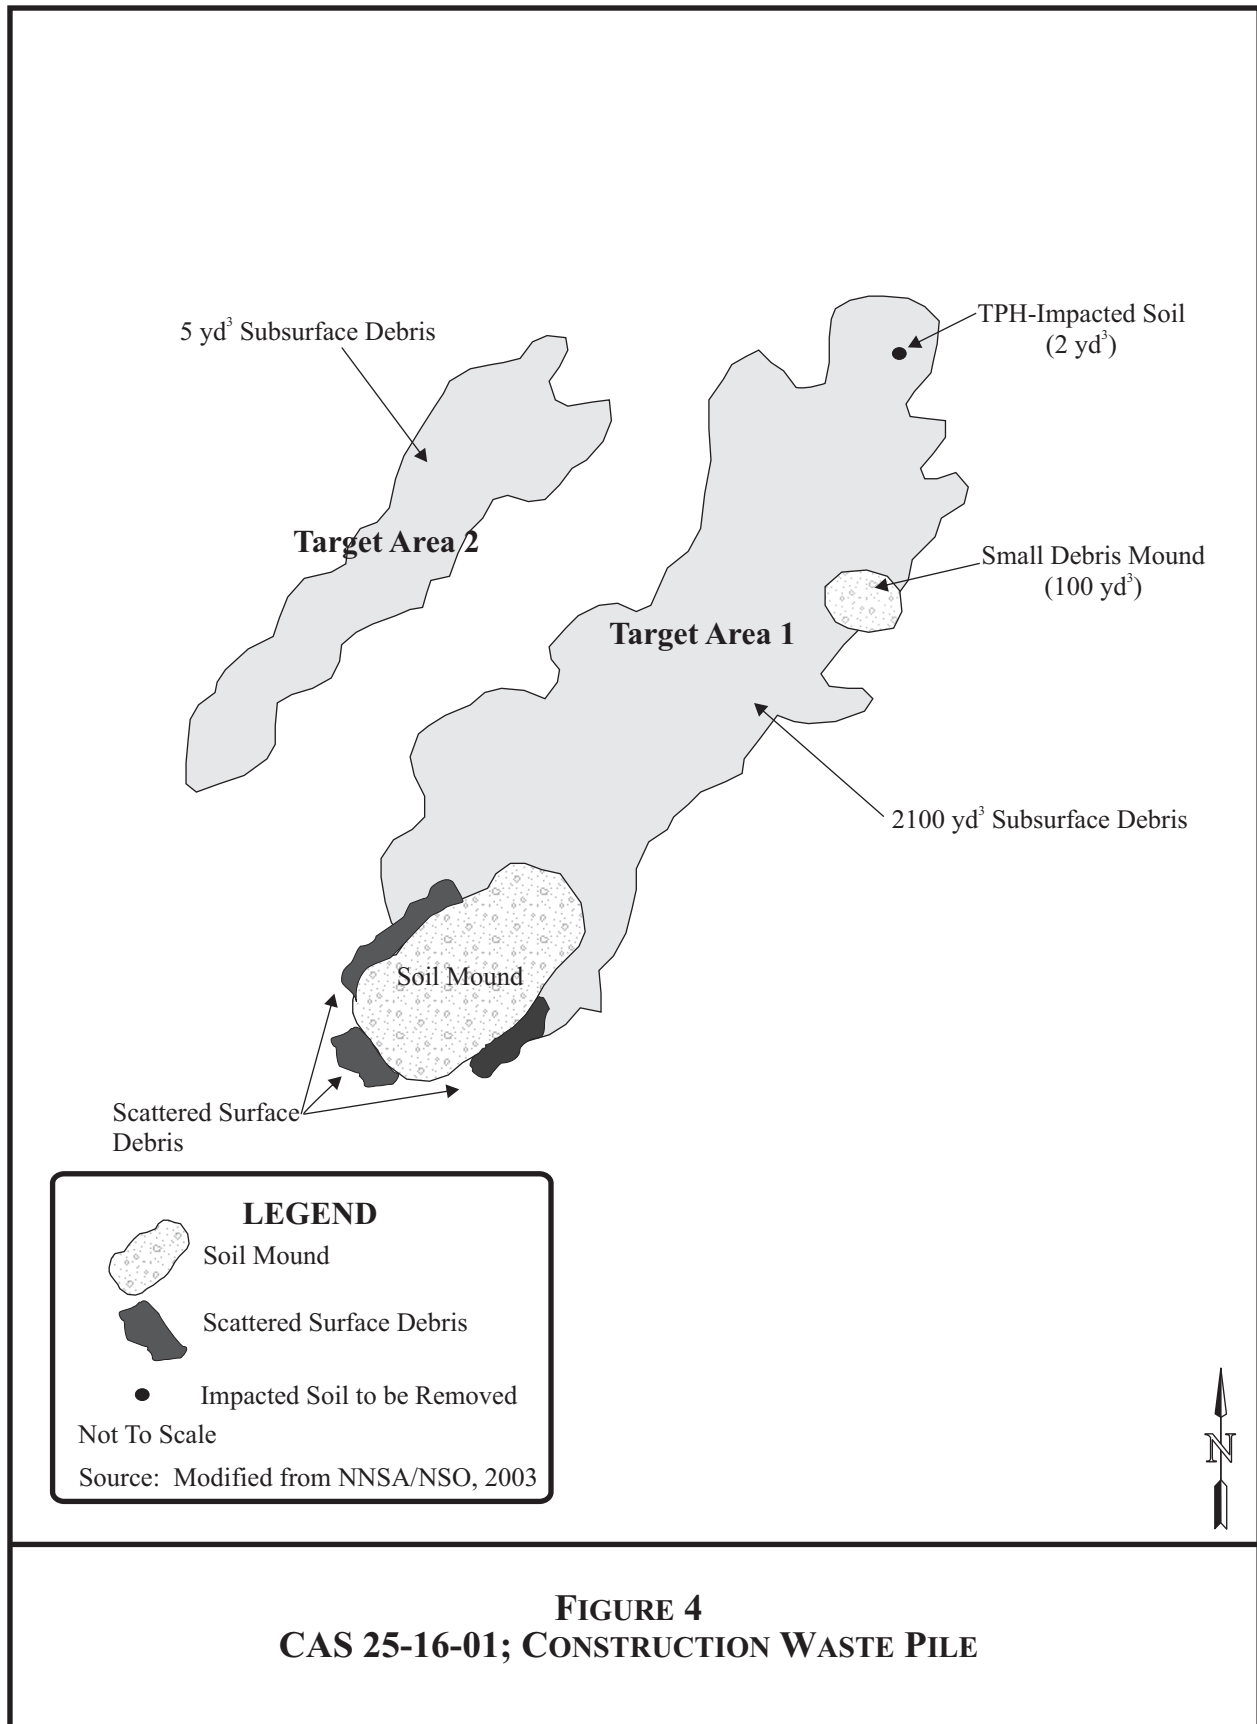 5 yd³ Subsurface Debris
TPH-Impacted Soil
(2 yd³)
Target Area 2
Small Debris Mound
(100 yd³)
Target Area 1
2100 yd³ Subsurface Debris
Soil Mound
Scattered Surface
Debris
LEGEND
Soil Mound
Scattered Surface Debris
Impacted Soil to be Removed
Not To Scale
Source: Modified from NNSA/NSO, 2003
N
FIGURE 4
CAS 25-16-01; CONSTRUCTION WASTE PILE